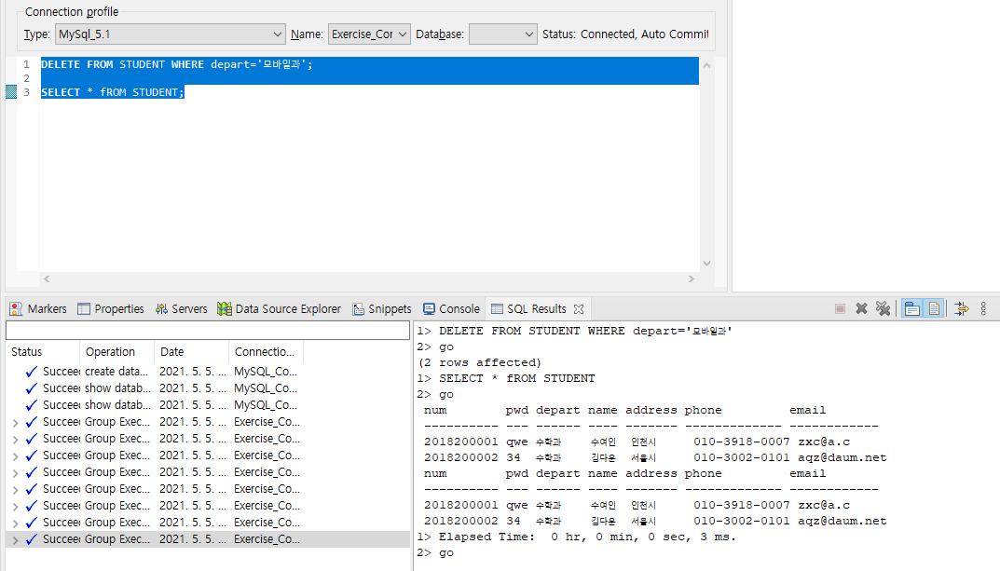 Connection profile
Type: MySql_5.1 Name: Exercise_Cor Database: Status: Connected, Auto Commit
1 DELETE FROM STUDENT WHERE depart='모바일과';
2
3 SELECT * fROM STUDENT;
Markers Properties Servers Data Source Explorer Snippets Console SQL Results
Status Operation Date Connectio...
Succeed create data... 2021. 5. 5. ... MySQL_Co...
Succeed show datab... 2021. 5. 5. ... MySQL_Co...
Succeed show datab... 2021. 5. 5. ... MySQL_Co...
Succeed Group Exec... 2021. 5. 5. ... Exercise_Co...
Succeed Group Exec... 2021. 5. 5. ... Exercise_Co...
Succeed Group Exec... 2021. 5. 5. ... Exercise_Co...
Succeed Group Exec... 2021. 5. 5. ... Exercise_Co...
Succeed Group Exec... 2021. 5. 5. ... Exercise_Co...
Succeed Group Exec... 2021. 5. 5. ... Exercise_Co...
Succeed Group Exec... 2021. 5. 5. ... Exercise_Co...
Succeed Group Exec... 2021. 5. 5. ... Exercise_Co...
1> DELETE FROM STUDENT WHERE depart='모바일과'
2> go
(2 rows affected)
1> SELECT * fROM STUDENT
2> go
num pwd depart name address phone email
---------- --- ------ ---- ------- ------------- ------------
2018200001 qwe 수학과 수여인 인천시 010-3918-0007 zxc@a.c
2018200002 34 수학과 김다운 서울시 010-3002-0101 aqz@daum.net
num pwd depart name address phone email
---------- --- ------ ---- ------- ------------- ------------
2018200001 qwe 수학과 수여인 인천시 010-3918-0007 zxc@a.c
2018200002 34 수학과 김다운 서울시 010-3002-0101 aqz@daum.net
1> Elapsed Time: 0 hr, 0 min, 0 sec, 3 ms.
2> go